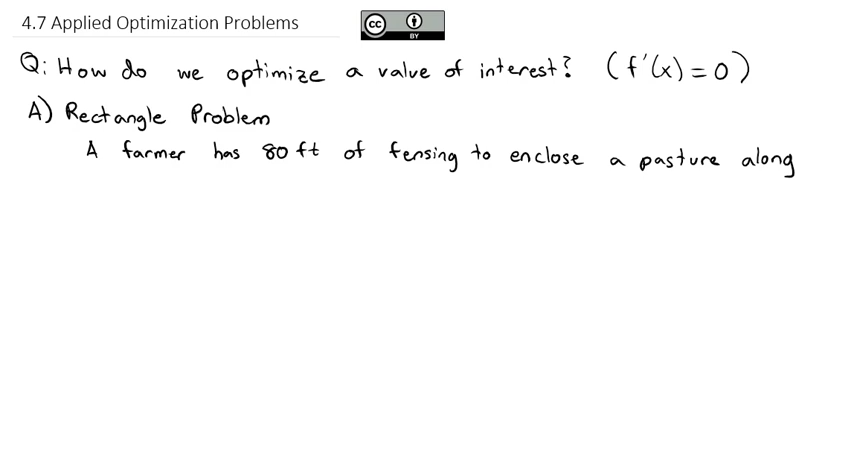 4.7 Applied Optimization Problems
cc BY
Q: How do we optimize a value of interest? (f'(x) = 0)
A) Rectangle Problem
A farmer has 80 ft of fensing to enclose a pasture along